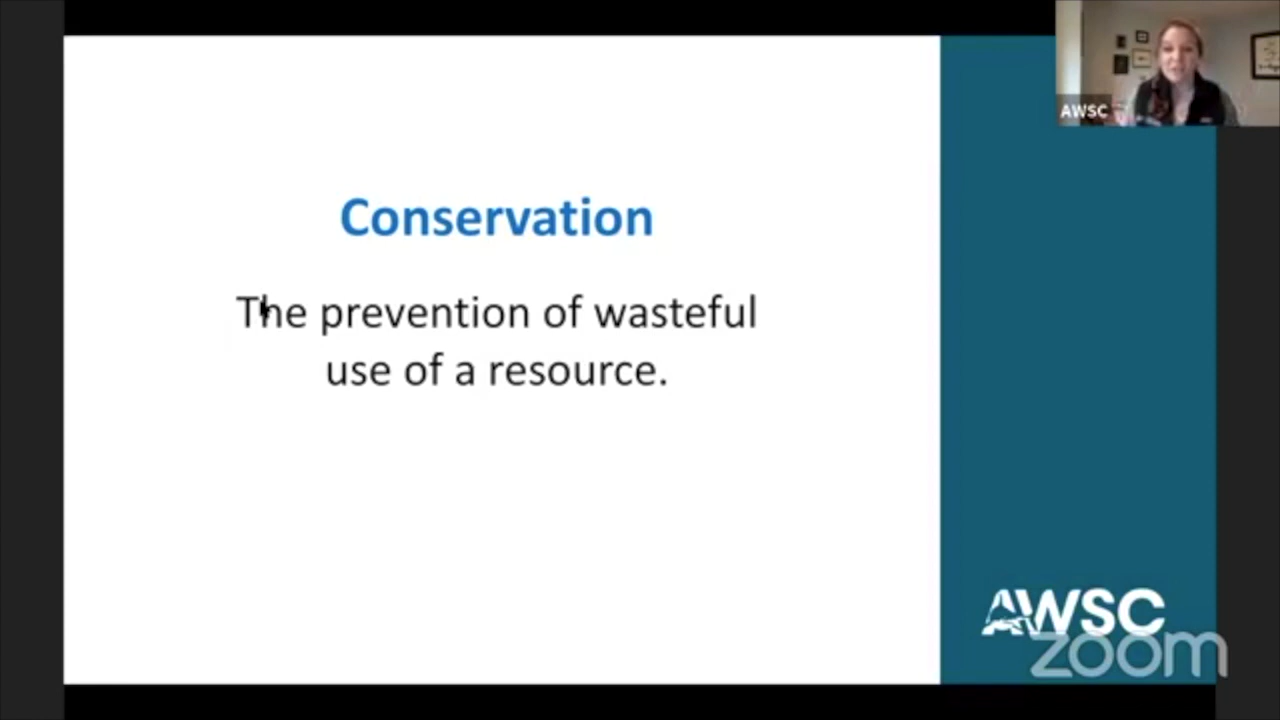 AWSC
Conservation
The prevention of wasteful
use of a resource.
AWSC
zoom